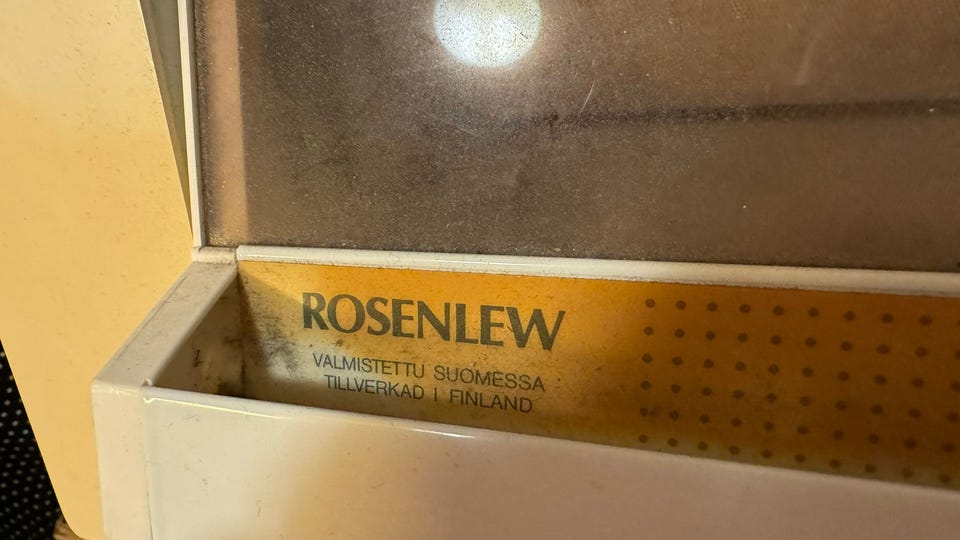 ROSENLEW
VALMISTETTU SUOMESSA
TILLVERKAD I FINLAND